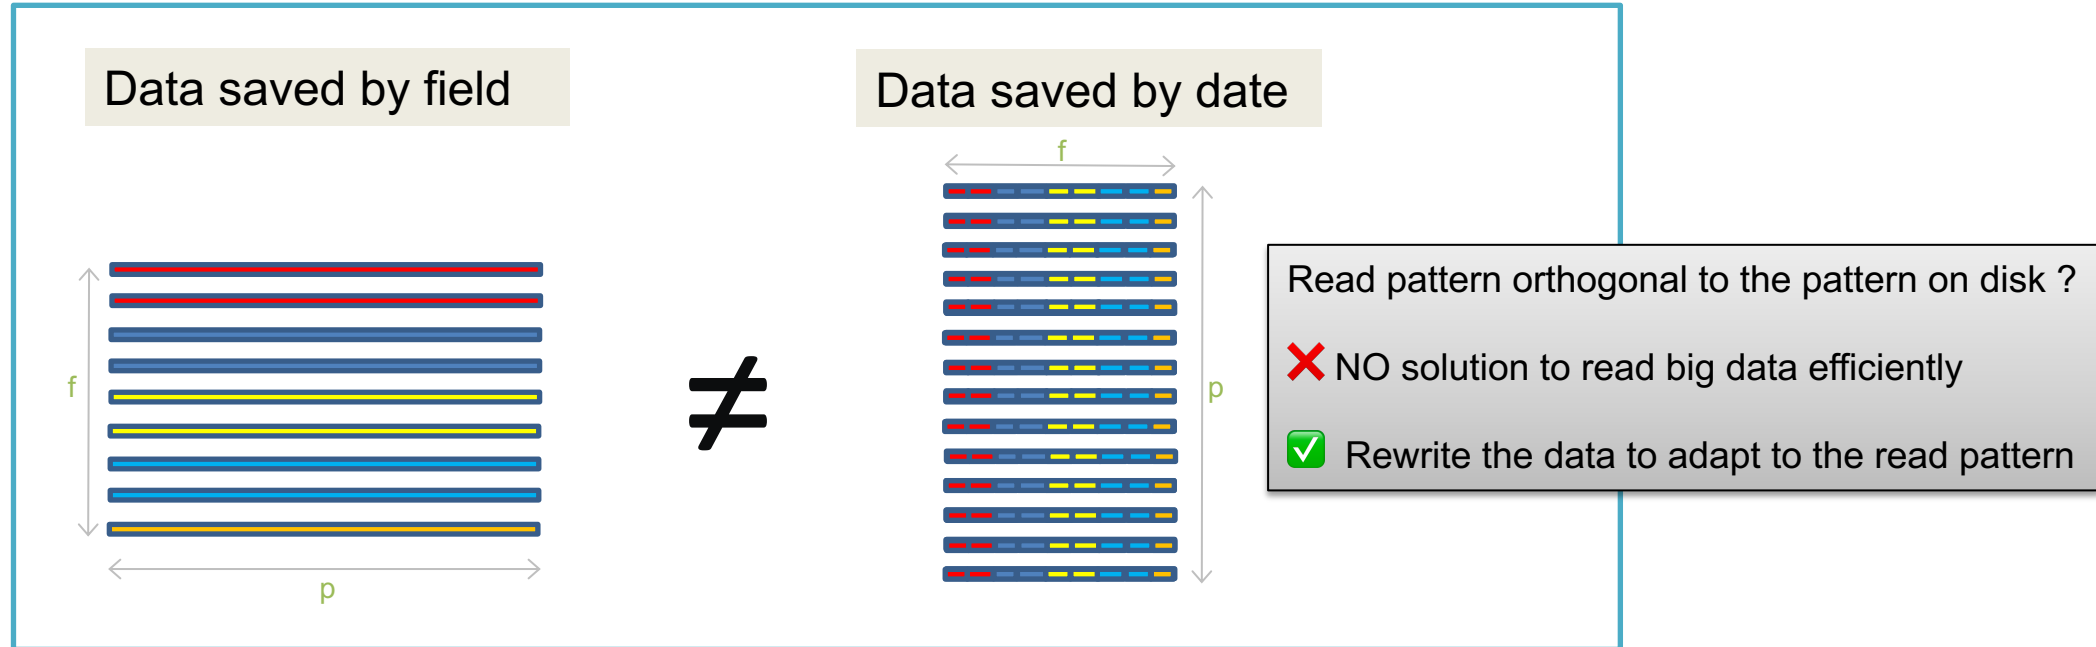 Data saved by field
Data saved by date
f
f
p
≠
p
Read pattern orthogonal to the pattern on disk ?
❌ NO solution to read big data efficiently
✅ Rewrite the data to adapt to the read pattern